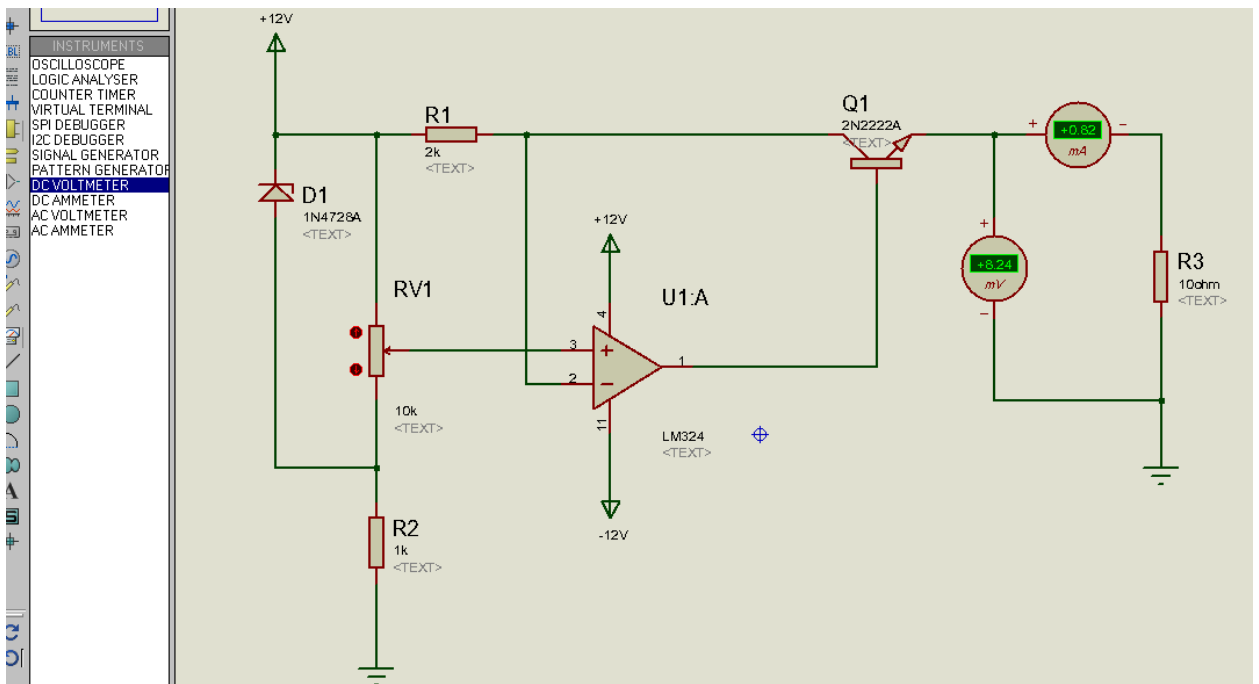 INSTRUMENTS
OSCILLOSCOPE
LOGIC ANALYSER
COUNTER TIMER
VIRTUAL TERMINAL
SPI DEBUGGER
I2C DEBUGGER
SIGNAL GENERATOR
PATTERN GENERATOR
DC VOLTMETER
DC AMMETER
AC VOLTMETER
AC AMMETER
LBL
A
S
+12V
R1
2k
<TEXT>
D1
1N4728A
<TEXT>
RV1
10k
<TEXT>
R2
1k
<TEXT>
+12V
U1:A
4
3
+
2
−
1
11
LM324
<TEXT>
-12V
Q1
2N2222A
<TEXT>
+
+0.82
−
mA
+
+8.24
mV
−
R3
10ohm
<TEXT>